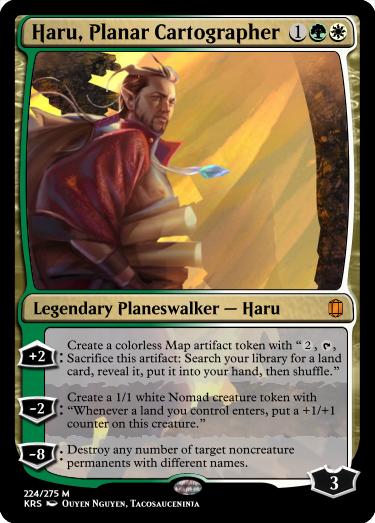 Haru, Planar Cartographer 1
Legendary Planeswalker — Haru
+2: Create a colorless Map artifact token with “2, T,
Sacrifice this artifact: Search your library for a land
card, reveal it, put it into your hand, then shuffle.”
-2: Create a 1/1 white Nomad creature token with
“Whenever a land you control enters, put a +1/+1
counter on this creature.”
-8: Destroy any number of target noncreature
permanents with different names.
3
224/275 M
KRS Ouyen Nguyen, Tacosauceninia